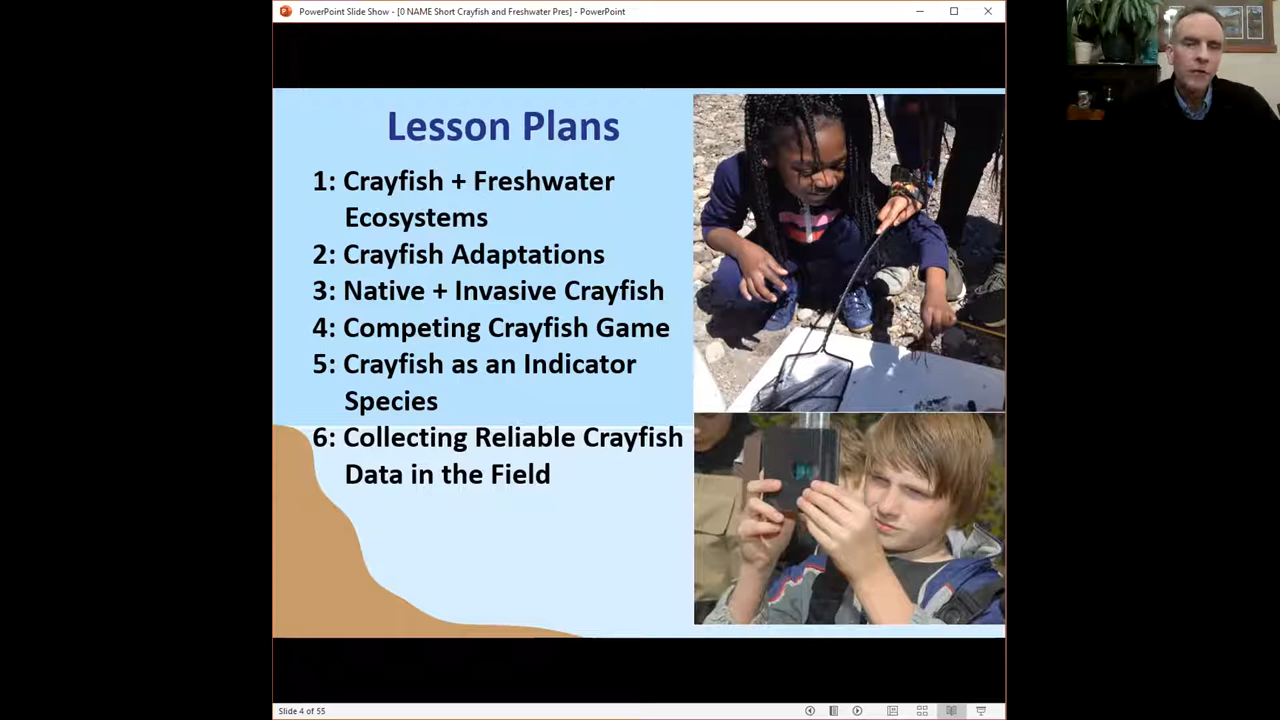 PowerPoint Slide Show - [0 NAME Short Crayfish and Freshwater Pres] - PowerPoint
Lesson Plans
1: Crayfish + Freshwater
Ecosystems
2: Crayfish Adaptations
3: Native + Invasive Crayfish
4: Competing Crayfish Game
5: Crayfish as an Indicator
Species
6: Collecting Reliable Crayfish
Data in the Field
Slide 4 of 55